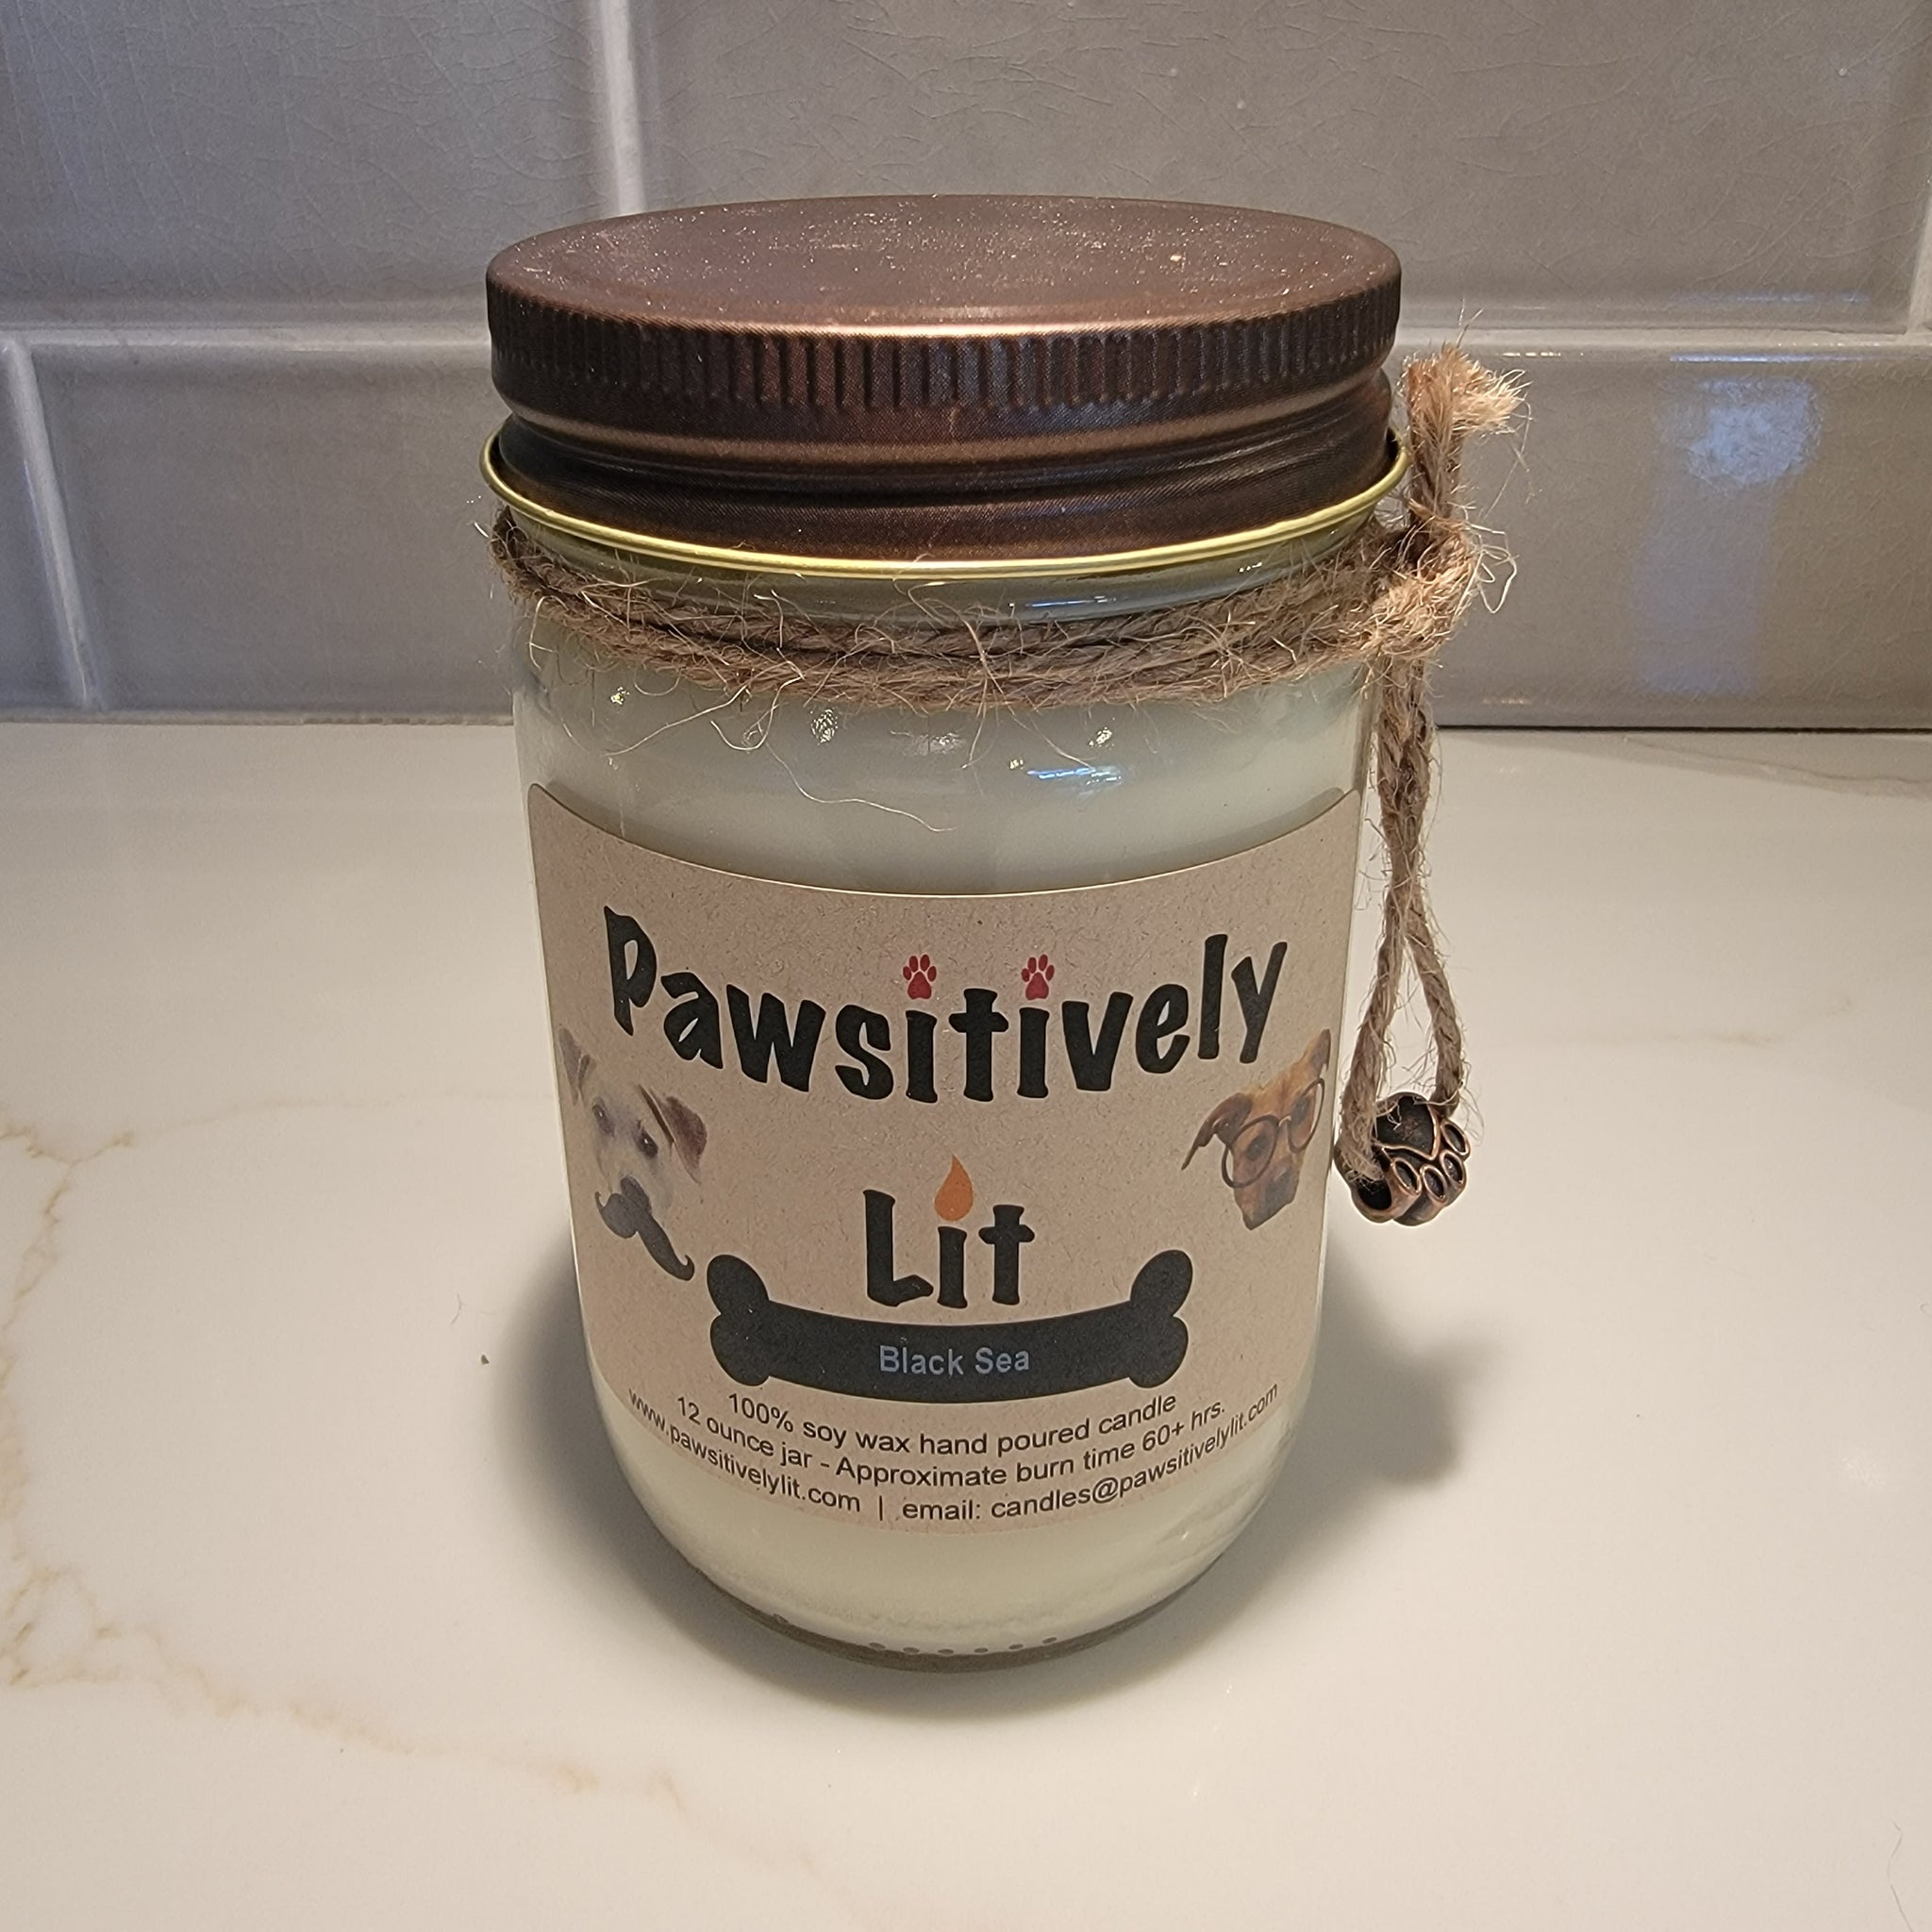 Pawsitively
Lit
Black Sea
100% soy wax hand poured candle
12 ounce jar - Approximate burn time 60+ hrs.
www.pawsitivelylit.com | email: candles@pawsitivelylit.com